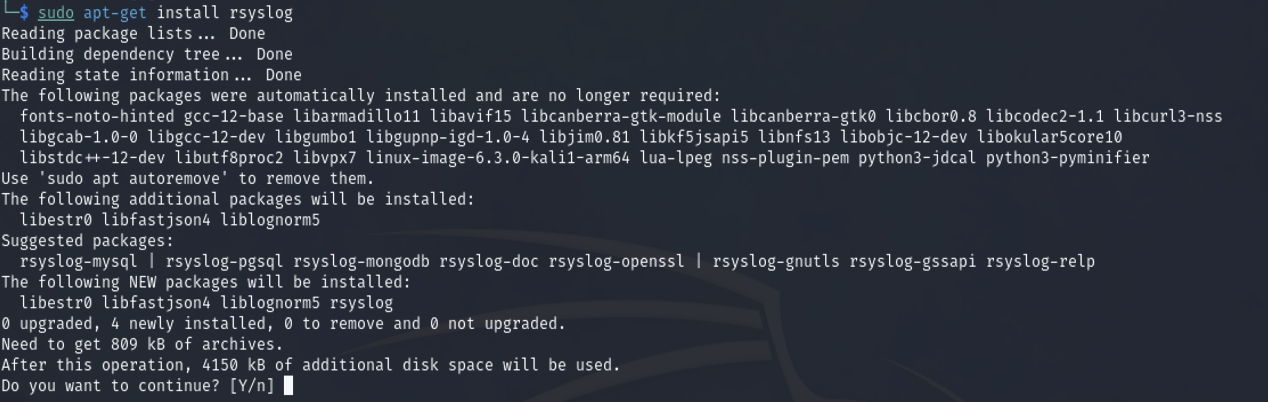 └─$ sudo apt-get install rsyslog
Reading package lists... Done
Building dependency tree... Done
Reading state information... Done
The following packages were automatically installed and are no longer required:
  fonts-noto-hinted gcc-12-base libarmadillo11 libavif15 libcanberra-gtk-module libcanberra-gtk0 libcbor0.8 libcodec2-1.1 libcurl3-nss
  libgcab-1.0-0 libgcc-12-dev libgumbo1 libgupnp-igd-1.0-4 libjim0.81 libkf5jsapi5 libnfs13 libobjc-12-dev libokular5core10
  libstdc++-12-dev libutf8proc2 libvpx7 linux-image-6.3.0-kali1-arm64 lua-lpeg nss-plugin-pem python3-jdcal python3-pyminifier
Use 'sudo apt autoremove' to remove them.
The following additional packages will be installed:
  libestr0 libfastjson4 liblognorm5
Suggested packages:
  rsyslog-mysql | rsyslog-pgsql rsyslog-mongodb rsyslog-doc rsyslog-openssl | rsyslog-gnutls rsyslog-gssapi rsyslog-relp
The following NEW packages will be installed:
  libestr0 libfastjson4 liblognorm5 rsyslog
0 upgraded, 4 newly installed, 0 to remove and 0 not upgraded.
Need to get 809 kB of archives.
After this operation, 4150 kB of additional disk space will be used.
Do you want to continue? [Y/n]